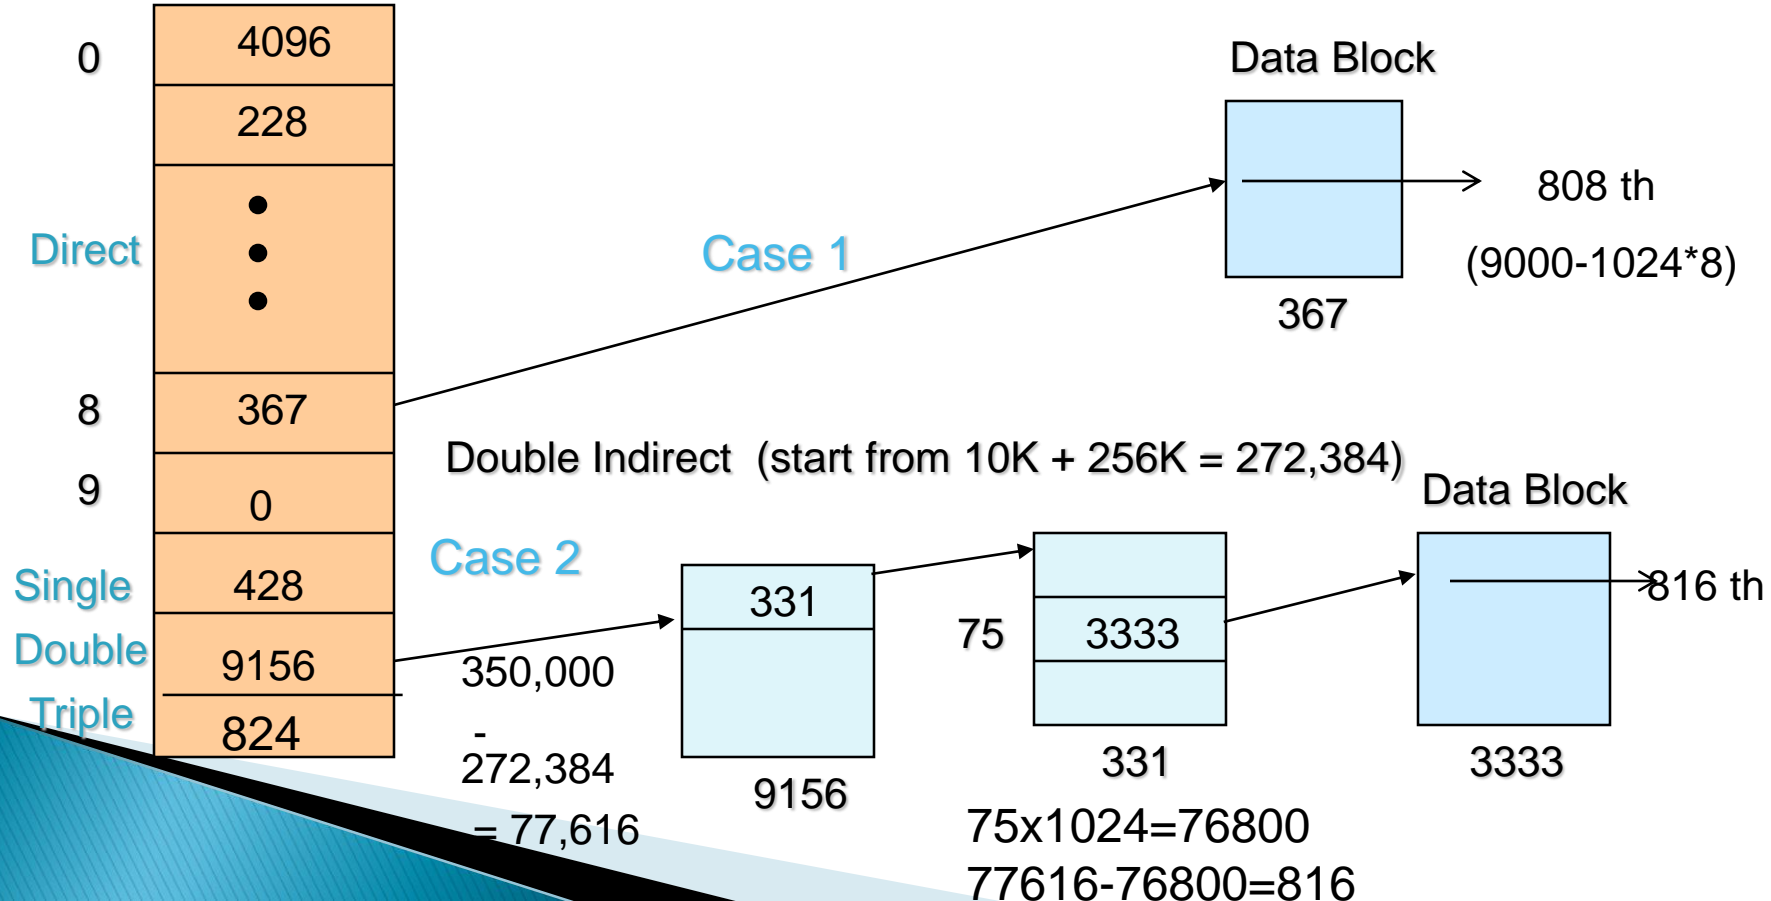 0
4096
228
Direct
8
367
9
0
Single
428
Double
9156
Triple
824
Case 1
Data Block
808 th
(9000-1024*8)
367
Double Indirect (start from 10K + 256K = 272,384)
Case 2
350,000
-
272,384
= 77,616
331
9156
75
3333
331
75x1024=76800
77616-76800=816
Data Block
816 th
3333